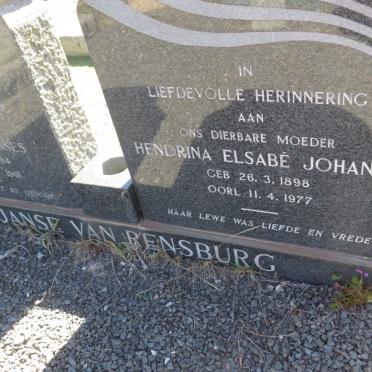 IN
LIEFDEVOLLE HERINNERING
AAN
ONS DIERBARE MOEDER
HENDRINA ELSABÉ JOHAN
GEB 26.3.1898
OORL 11.4.1977
HAAR LEWE WAS LIEFDE EN VREDE
JANSE VAN RENSBURG